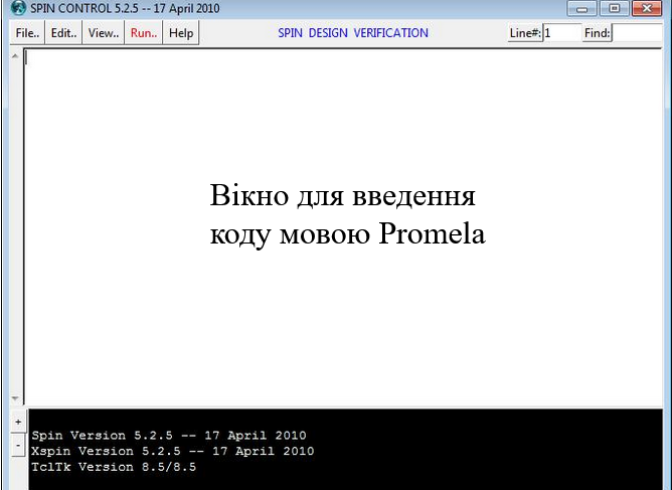 SPIN CONTROL 5.2.5 -- 17 April 2010
File.. Edit.. View.. Run.. Help SPIN DESIGN VERIFICATION Line#: 1 Find:
Вікно для введення
коду мовою Promela
+
Spin Version 5.2.5 -- 17 April 2010
-
Xspin Version 5.2.5 -- 17 April 2010
TclTk Version 8.5/8.5